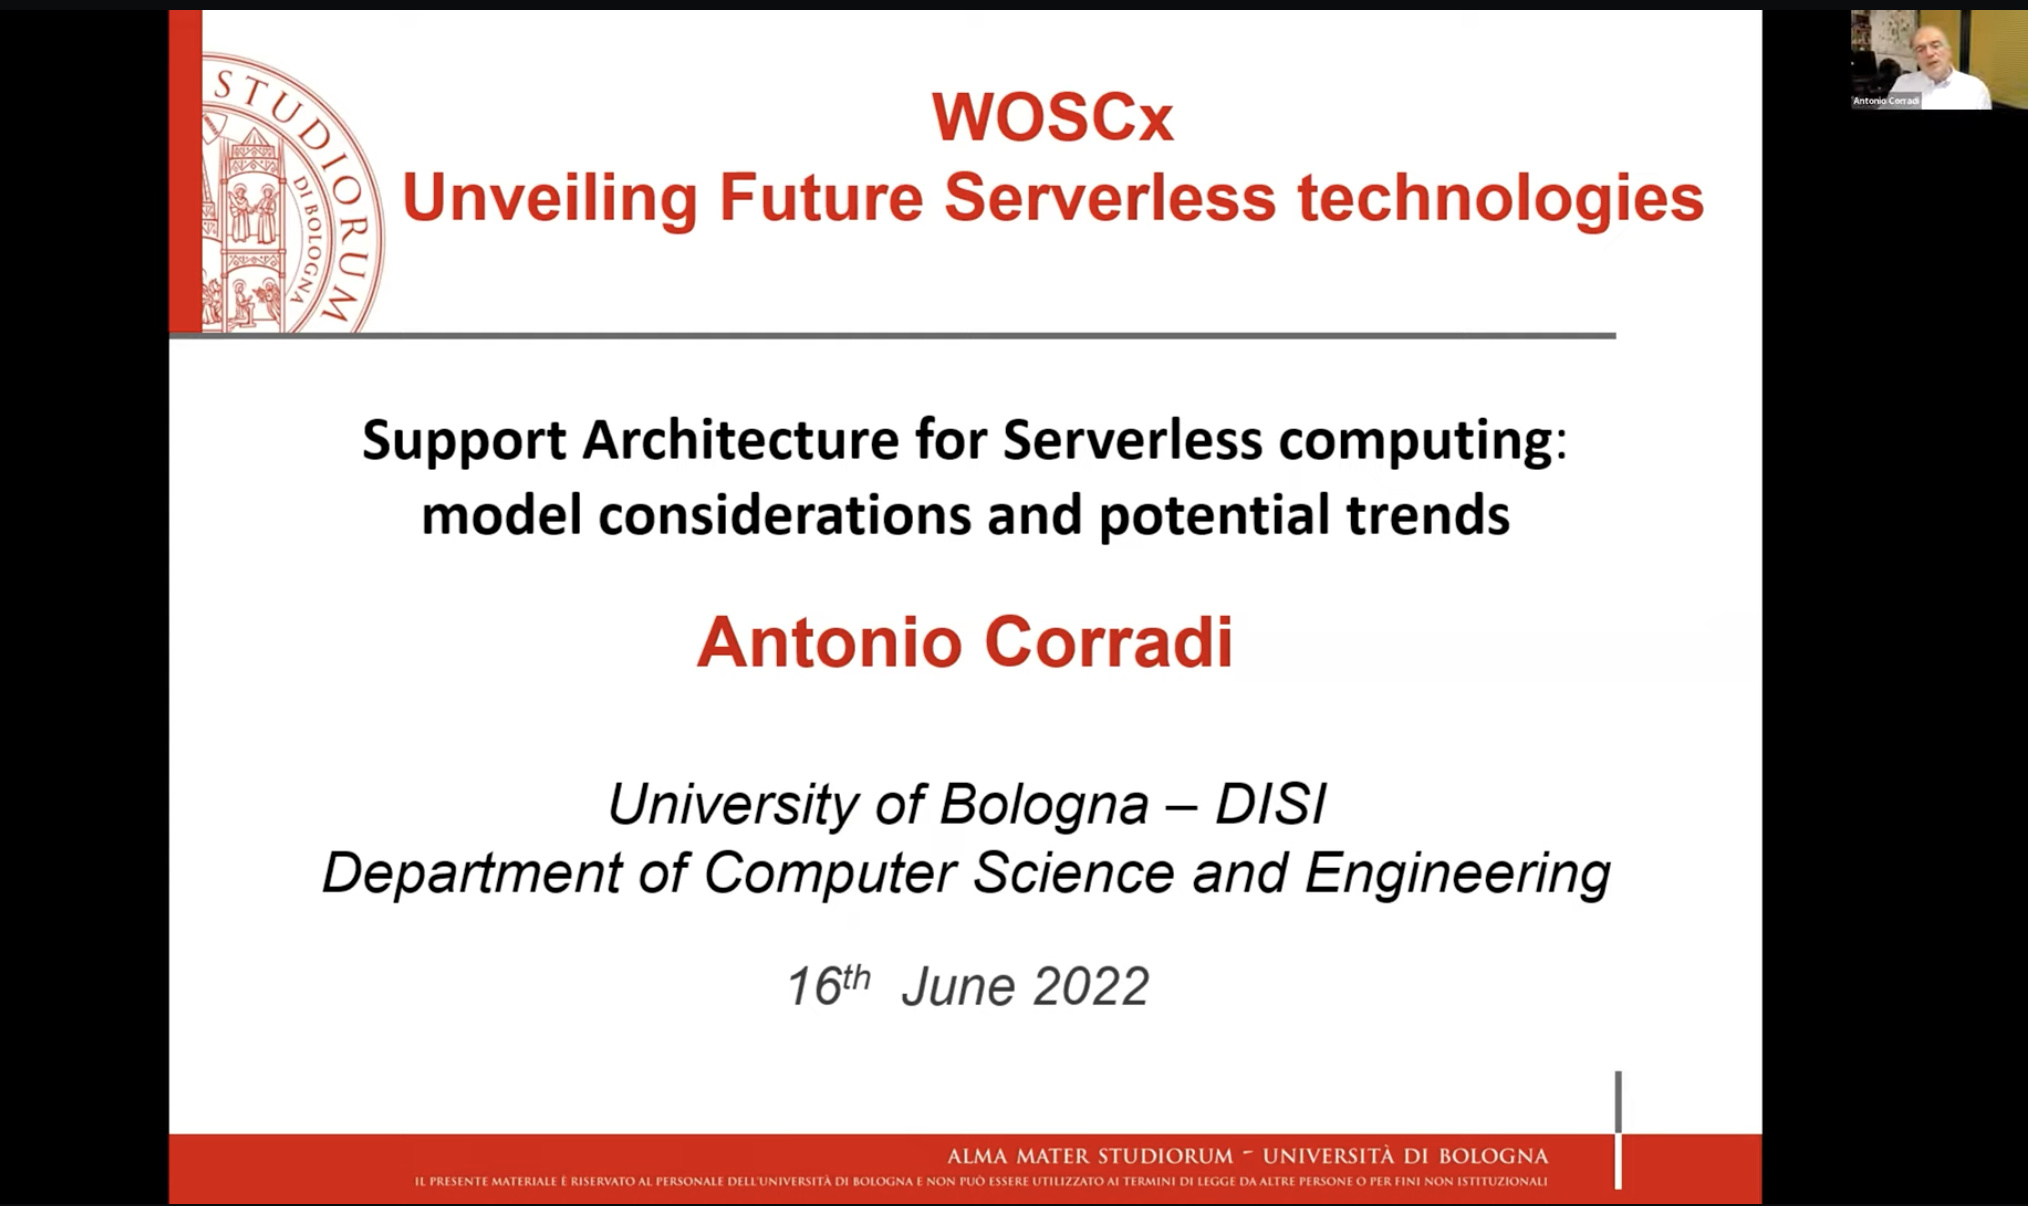 WOSCx
Unveiling Future Serverless technologies
STUDIORUM
DI BOLOGNA
Antonio Corradi
Support Architecture for Serverless computing:
model considerations and potential trends
Antonio Corradi
University of Bologna – DISI
Department of Computer Science and Engineering
16th June 2022
ALMA MATER STUDIORUM – UNIVERSITÀ DI BOLOGNA
IL PRESENTE MATERIALE È RISERVATO AL PERSONALE DELL'UNIVERSITÀ DI BOLOGNA E NON PUÒ ESSERE UTILIZZATO AI TERMINI DI LEGGE DA ALTRE PERSONE O PER FINI NON ISTITUZIONALI